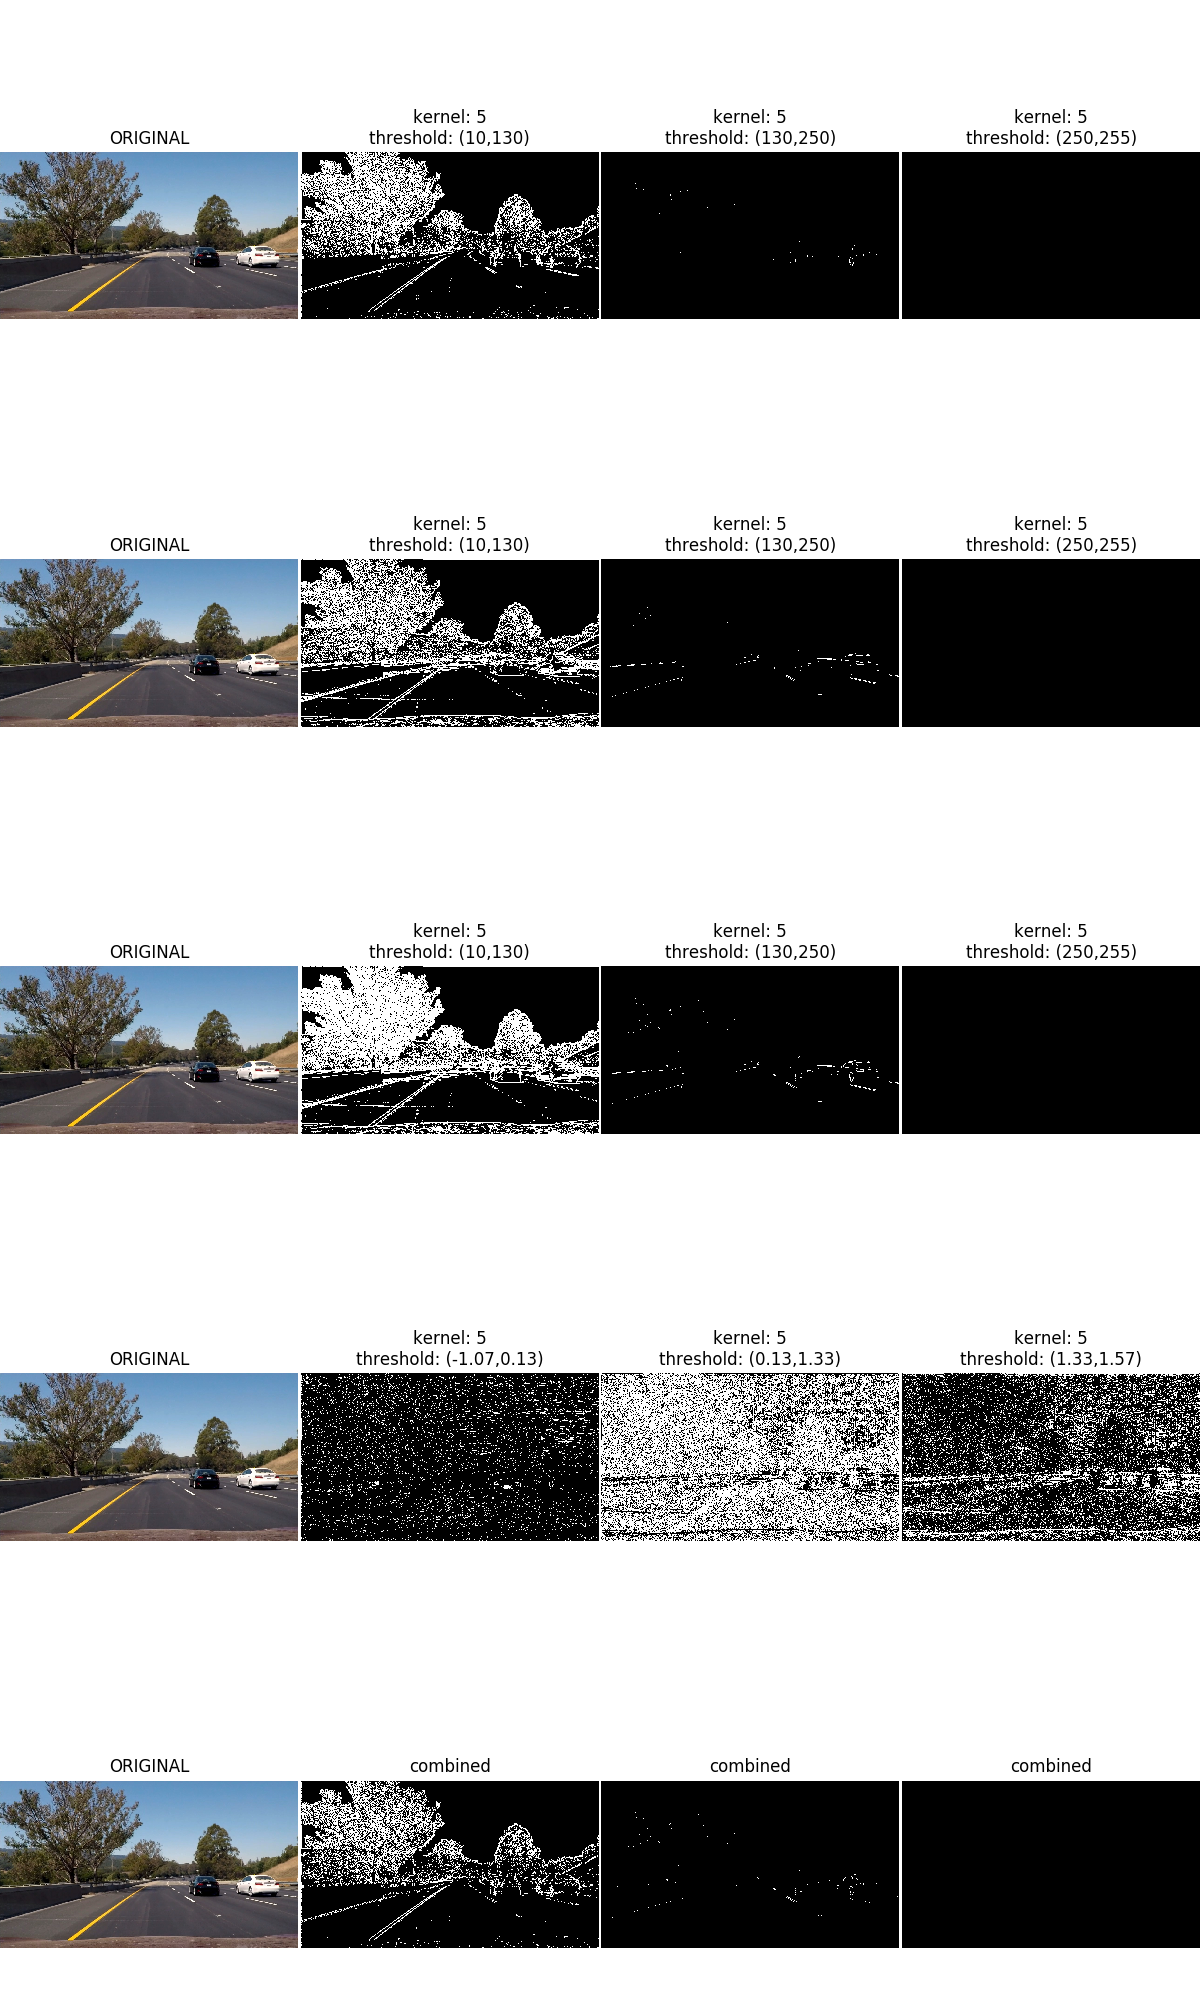 kernel: 5
kernel: 5
kernel: 5
ORIGINAL
threshold: (10,130)
threshold: (130,250)
threshold: (250,255)
kernel: 5
kernel: 5
kernel: 5
ORIGINAL
threshold: (10,130)
threshold: (130,250)
threshold: (250,255)
kernel: 5
kernel: 5
kernel: 5
ORIGINAL
threshold: (10,130)
threshold: (130,250)
threshold: (250,255)
kernel: 5
kernel: 5
kernel: 5
ORIGINAL
threshold: (-1.07,0.13)
threshold: (0.13,1.33)
threshold: (1.33,1.57)
ORIGINAL
combined
combined
combined